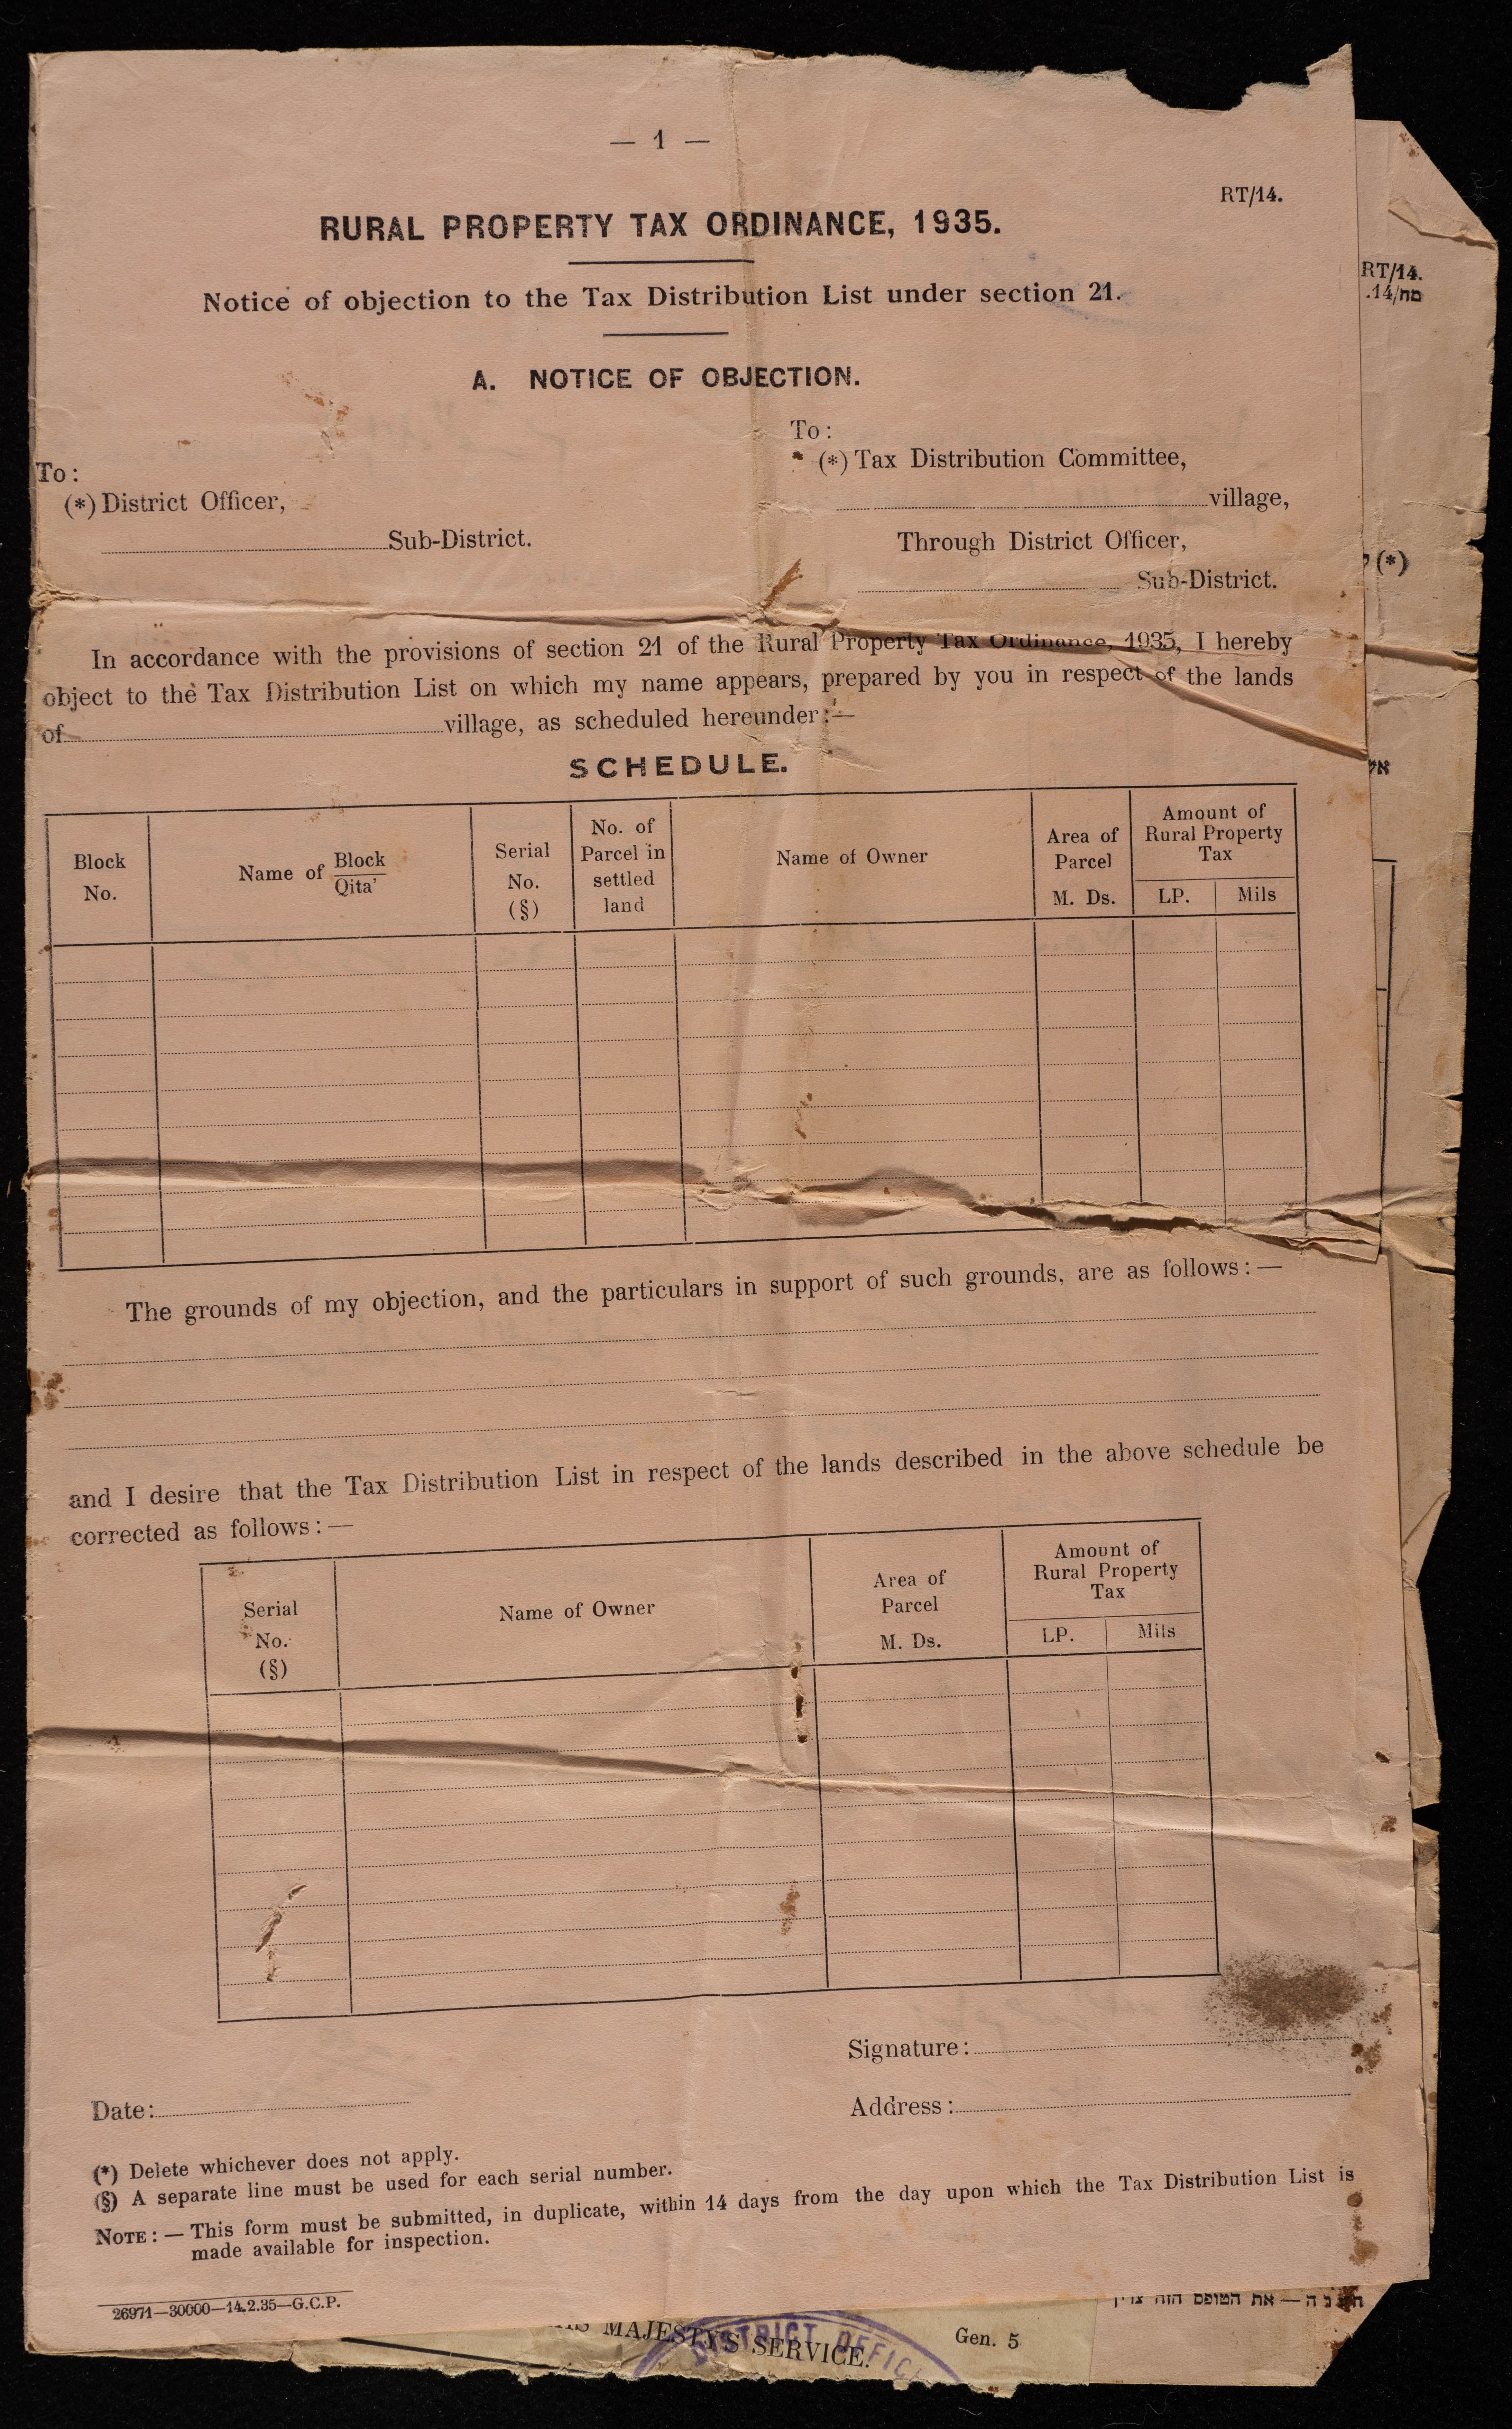 — 1 —
RT/14.
RURAL PROPERTY TAX ORDINANCE, 1935.
Notice of objection to the Tax Distribution List under section 21.
A. NOTICE OF OBJECTION.
To:
(*) District Officer,
Sub-District.
To:
(*) Tax Distribution Committee,
village,
Through District Officer,
Sub-District.
In accordance with the provisions of section 21 of the Rural Property Tax Ordinance, 1935, I hereby
object to the Tax Distribution List on which my name appears, prepared by you in respect of the lands
of village, as scheduled hereunder:—
SCHEDULE.
Block No.
Name of Block/Qita'
Serial No. (§)
No. of Parcel in settled land
Name of Owner
Area of Parcel M. Ds.
Amount of Rural Property Tax
LP. Mils
The grounds of my objection, and the particulars in support of such grounds, are as follows:—
and I desire that the Tax Distribution List in respect of the lands described in the above schedule be
corrected as follows:—
Serial No. (§)
Name of Owner
Area of Parcel M. Ds.
Amount of Rural Property Tax
LP. Mils
Signature:
Date:
Address:
(*) Delete whichever does not apply.
(§) A separate line must be used for each serial number.
NOTE:— This form must be submitted, in duplicate, within 14 days from the day upon which the Tax Distribution List is
made available for inspection.
26971—30000—14.2.35—G.C.P.
RT/14.
מח/14.
(*)
את הטופס הזה צריך
MAJESTY'S SERVICE.
DISTRICT OFFIC
Gen. 5